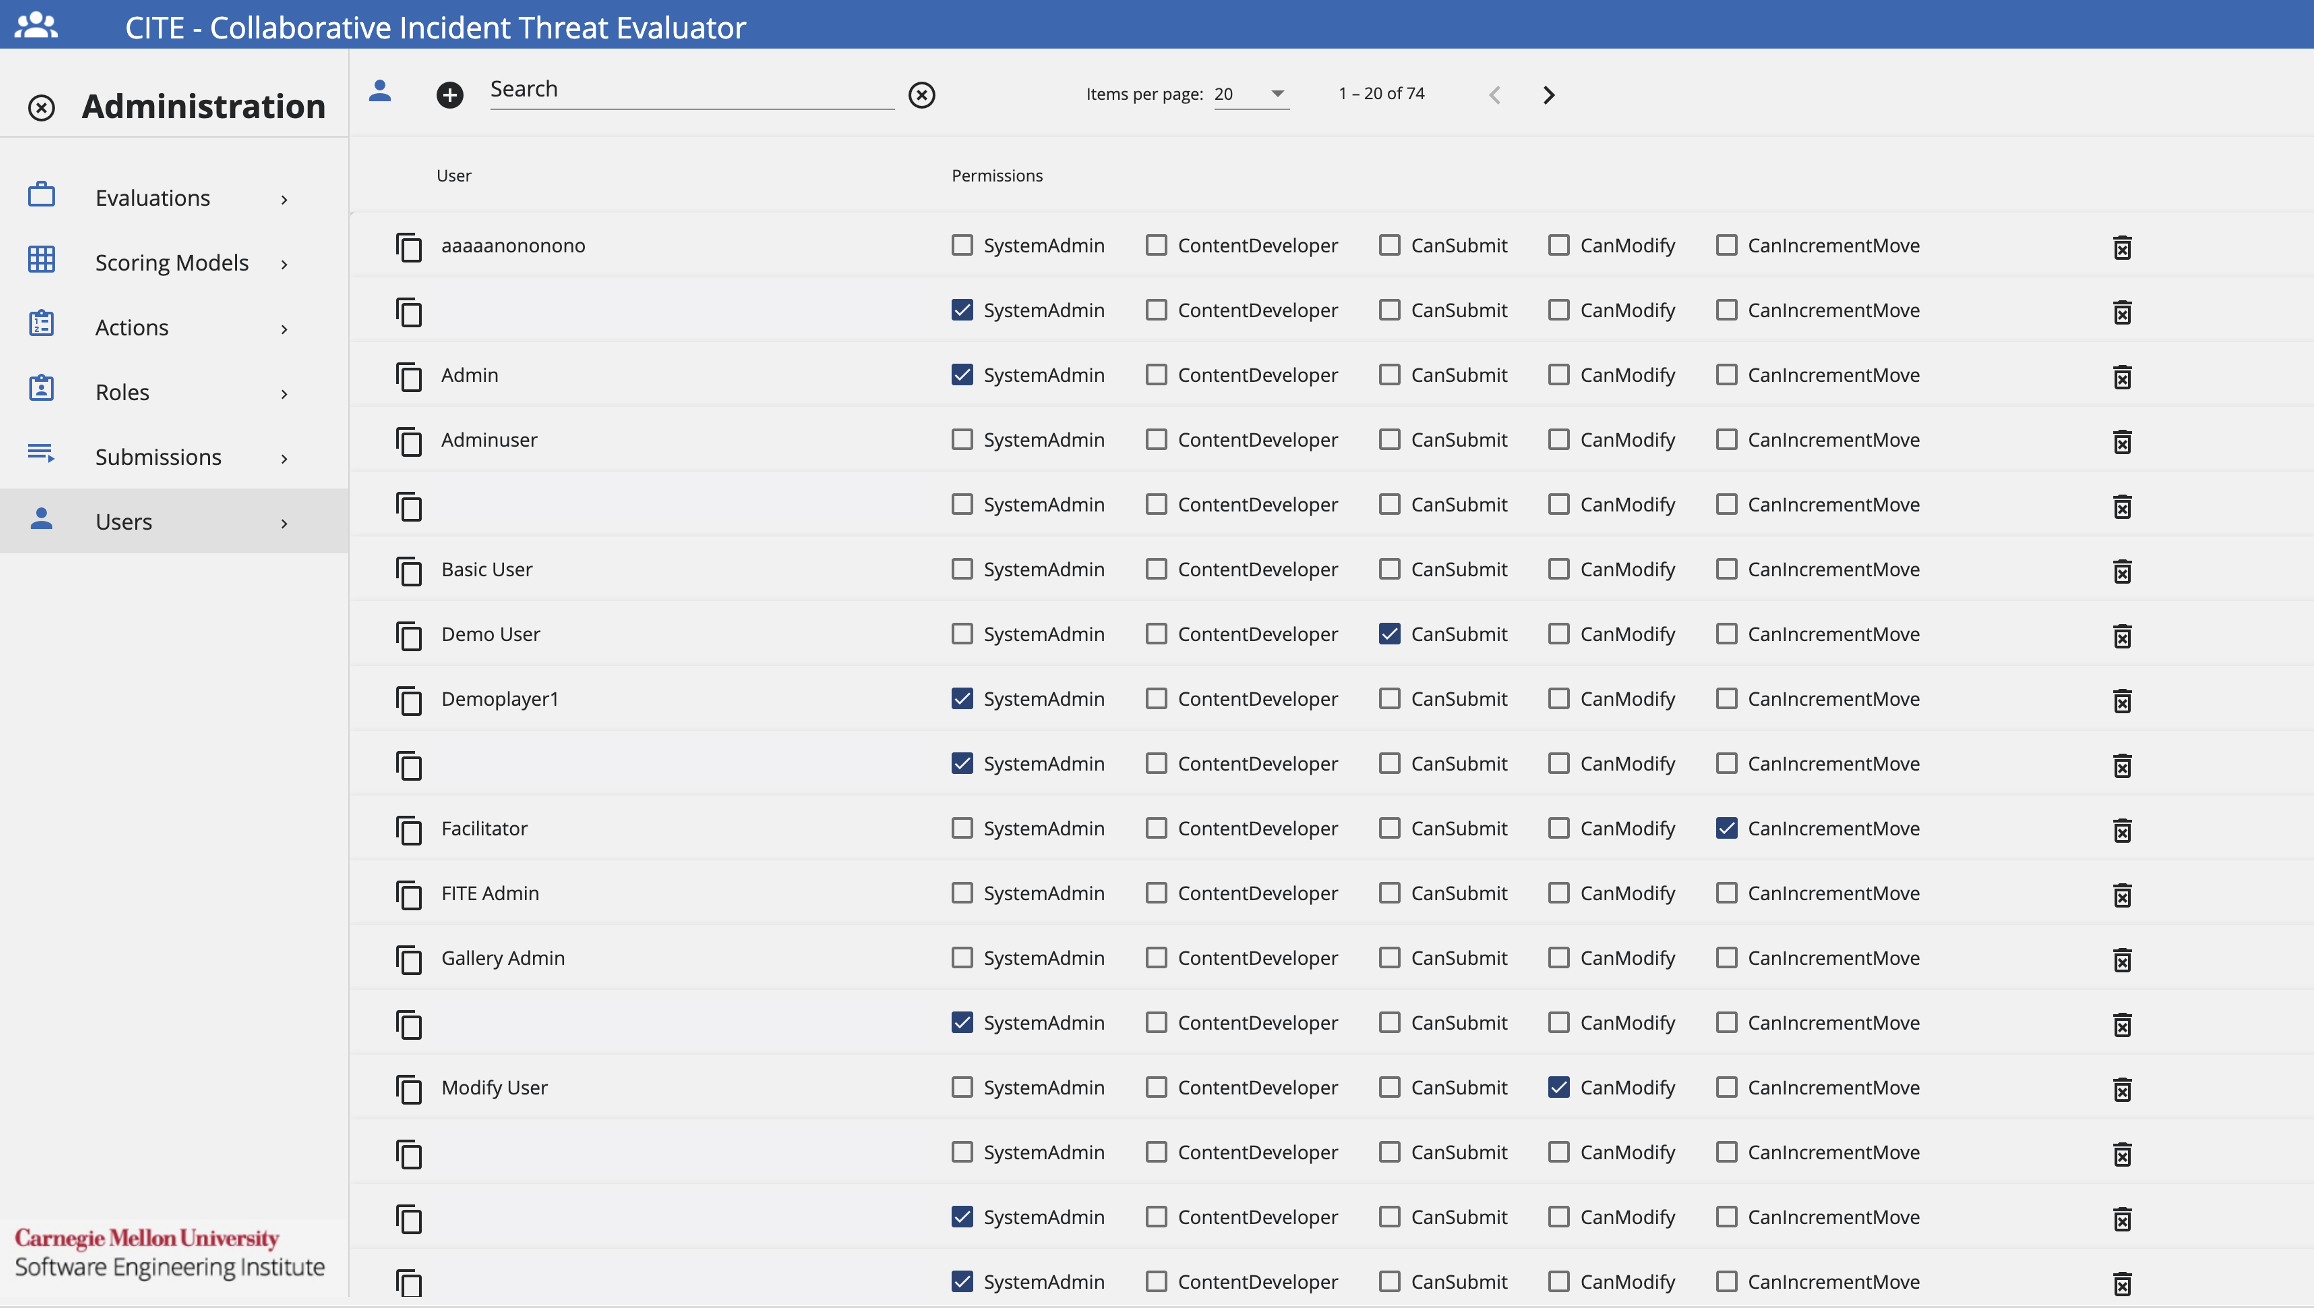 CITE - Collaborative Incident Threat Evaluator
Administration
Search
Items per page: 20
1 – 20 of 74
Evaluations
Scoring Models
Actions
Roles
Submissions
Users
User Permissions
aaaaanononono SystemAdmin ContentDeveloper CanSubmit CanModify CanIncrementMove
SystemAdmin ContentDeveloper CanSubmit CanModify CanIncrementMove
Admin SystemAdmin ContentDeveloper CanSubmit CanModify CanIncrementMove
Adminuser SystemAdmin ContentDeveloper CanSubmit CanModify CanIncrementMove
SystemAdmin ContentDeveloper CanSubmit CanModify CanIncrementMove
Basic User SystemAdmin ContentDeveloper CanSubmit CanModify CanIncrementMove
Demo User SystemAdmin ContentDeveloper CanSubmit CanModify CanIncrementMove
Demoplayer1 SystemAdmin ContentDeveloper CanSubmit CanModify CanIncrementMove
SystemAdmin ContentDeveloper CanSubmit CanModify CanIncrementMove
Facilitator SystemAdmin ContentDeveloper CanSubmit CanModify CanIncrementMove
FITE Admin SystemAdmin ContentDeveloper CanSubmit CanModify CanIncrementMove
Gallery Admin SystemAdmin ContentDeveloper CanSubmit CanModify CanIncrementMove
SystemAdmin ContentDeveloper CanSubmit CanModify CanIncrementMove
Modify User SystemAdmin ContentDeveloper CanSubmit CanModify CanIncrementMove
SystemAdmin ContentDeveloper CanSubmit CanModify CanIncrementMove
SystemAdmin ContentDeveloper CanSubmit CanModify CanIncrementMove
SystemAdmin ContentDeveloper CanSubmit CanModify CanIncrementMove
Carnegie Mellon University
Software Engineering Institute